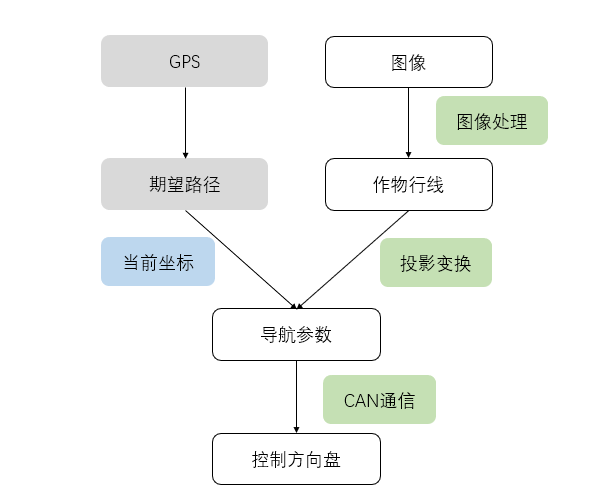 GPS
图像
图像处理
期望路径
作物行线
当前坐标
投影变换
导航参数
CAN通信
控制方向盘